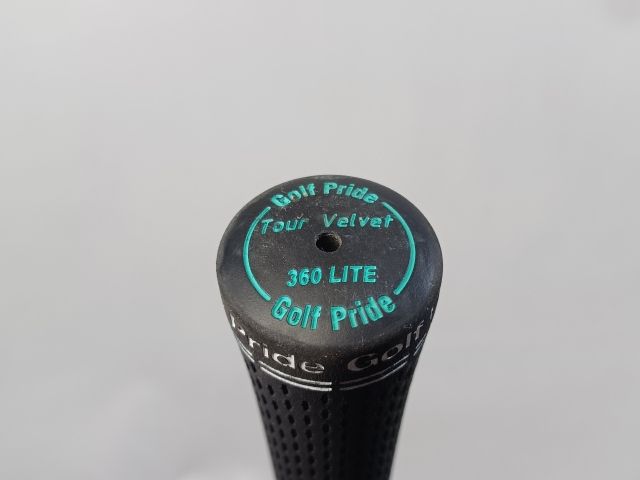 Golf Pride
Tour Velvet
360 LITE
Golf Pride
Pride Golf